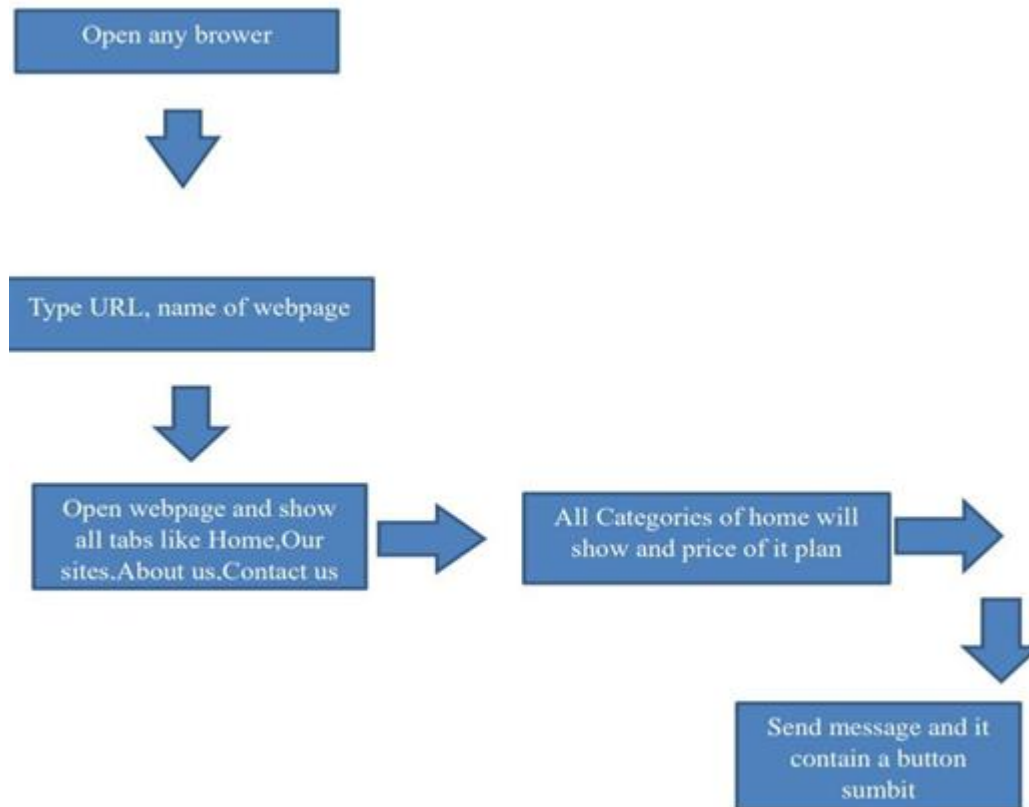 Open any brower
Type URL, name of webpage
Open webpage and show
all tabs like Home,Our
sites.About us.Contact us
All Categories of home will
show and price of it plan
Send message and it
contain a button
sumbit